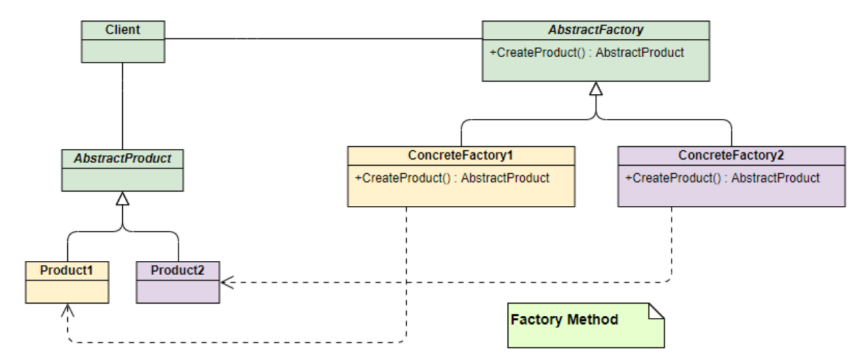 Client
AbstractFactory
+CreateProduct() : AbstractProduct
AbstractProduct
ConcreteFactory1
+CreateProduct() : AbstractProduct
ConcreteFactory2
+CreateProduct() : AbstractProduct
Product1
Product2
Factory Method